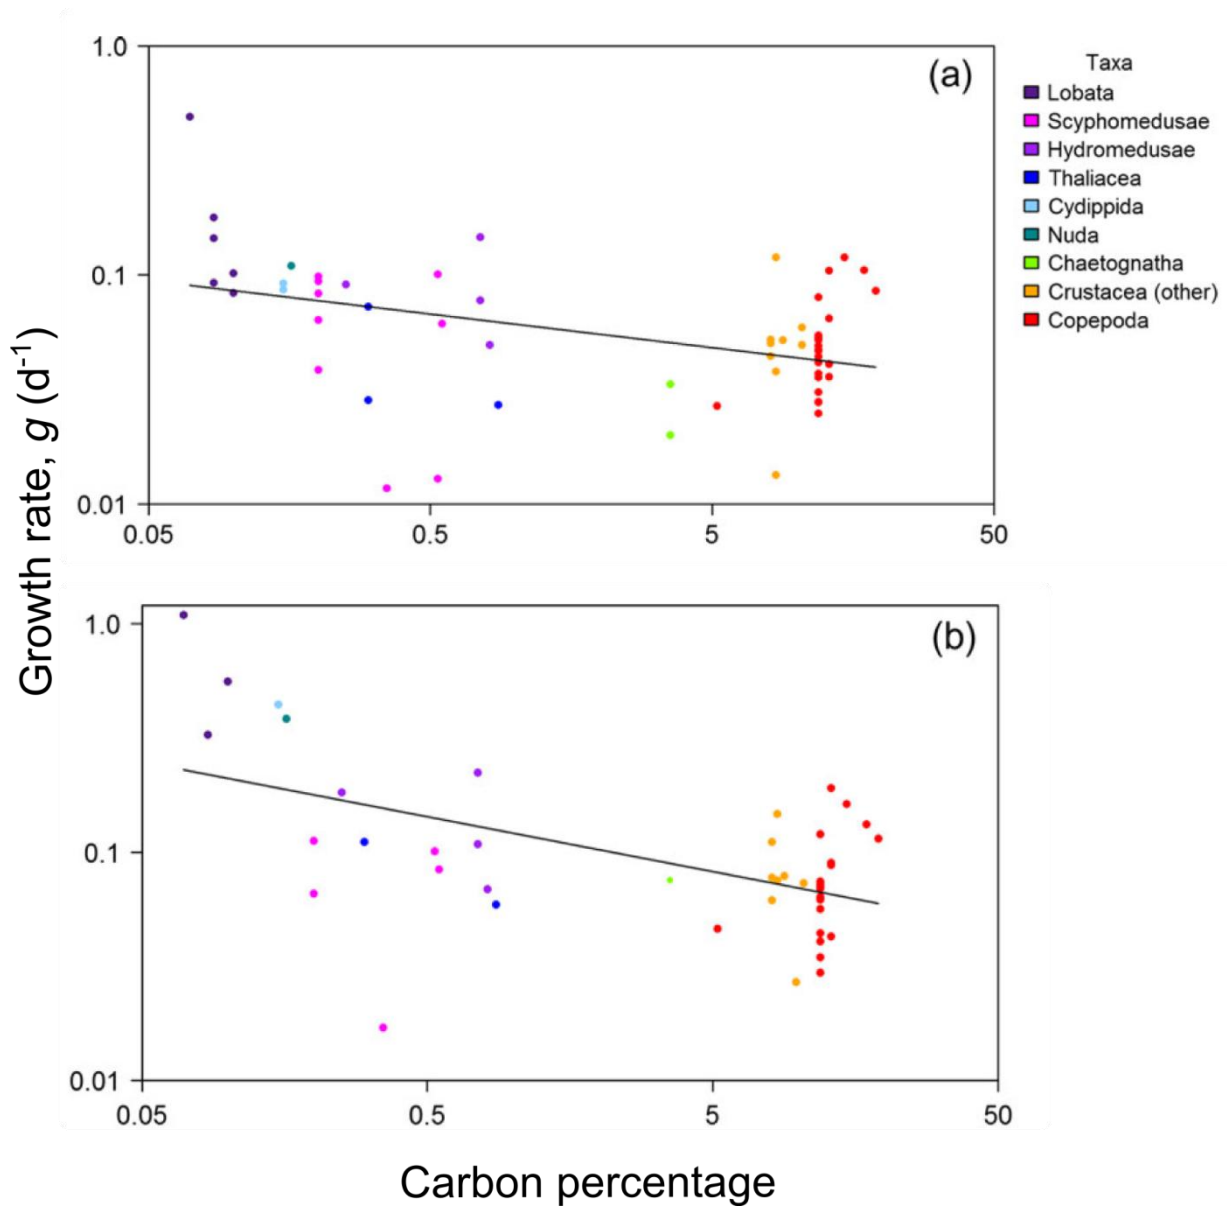 1.0
(a)
0.1
0.01
0.05
0.5
5
50
Taxa
Lobata
Scyphomedusae
Hydromedusae
Thaliacea
Cydippida
Nuda
Chaetognatha
Crustacea (other)
Copepoda
Growth rate, g (d⁻¹)
1.0
(b)
0.1
0.01
0.05
0.5
5
50
Carbon percentage